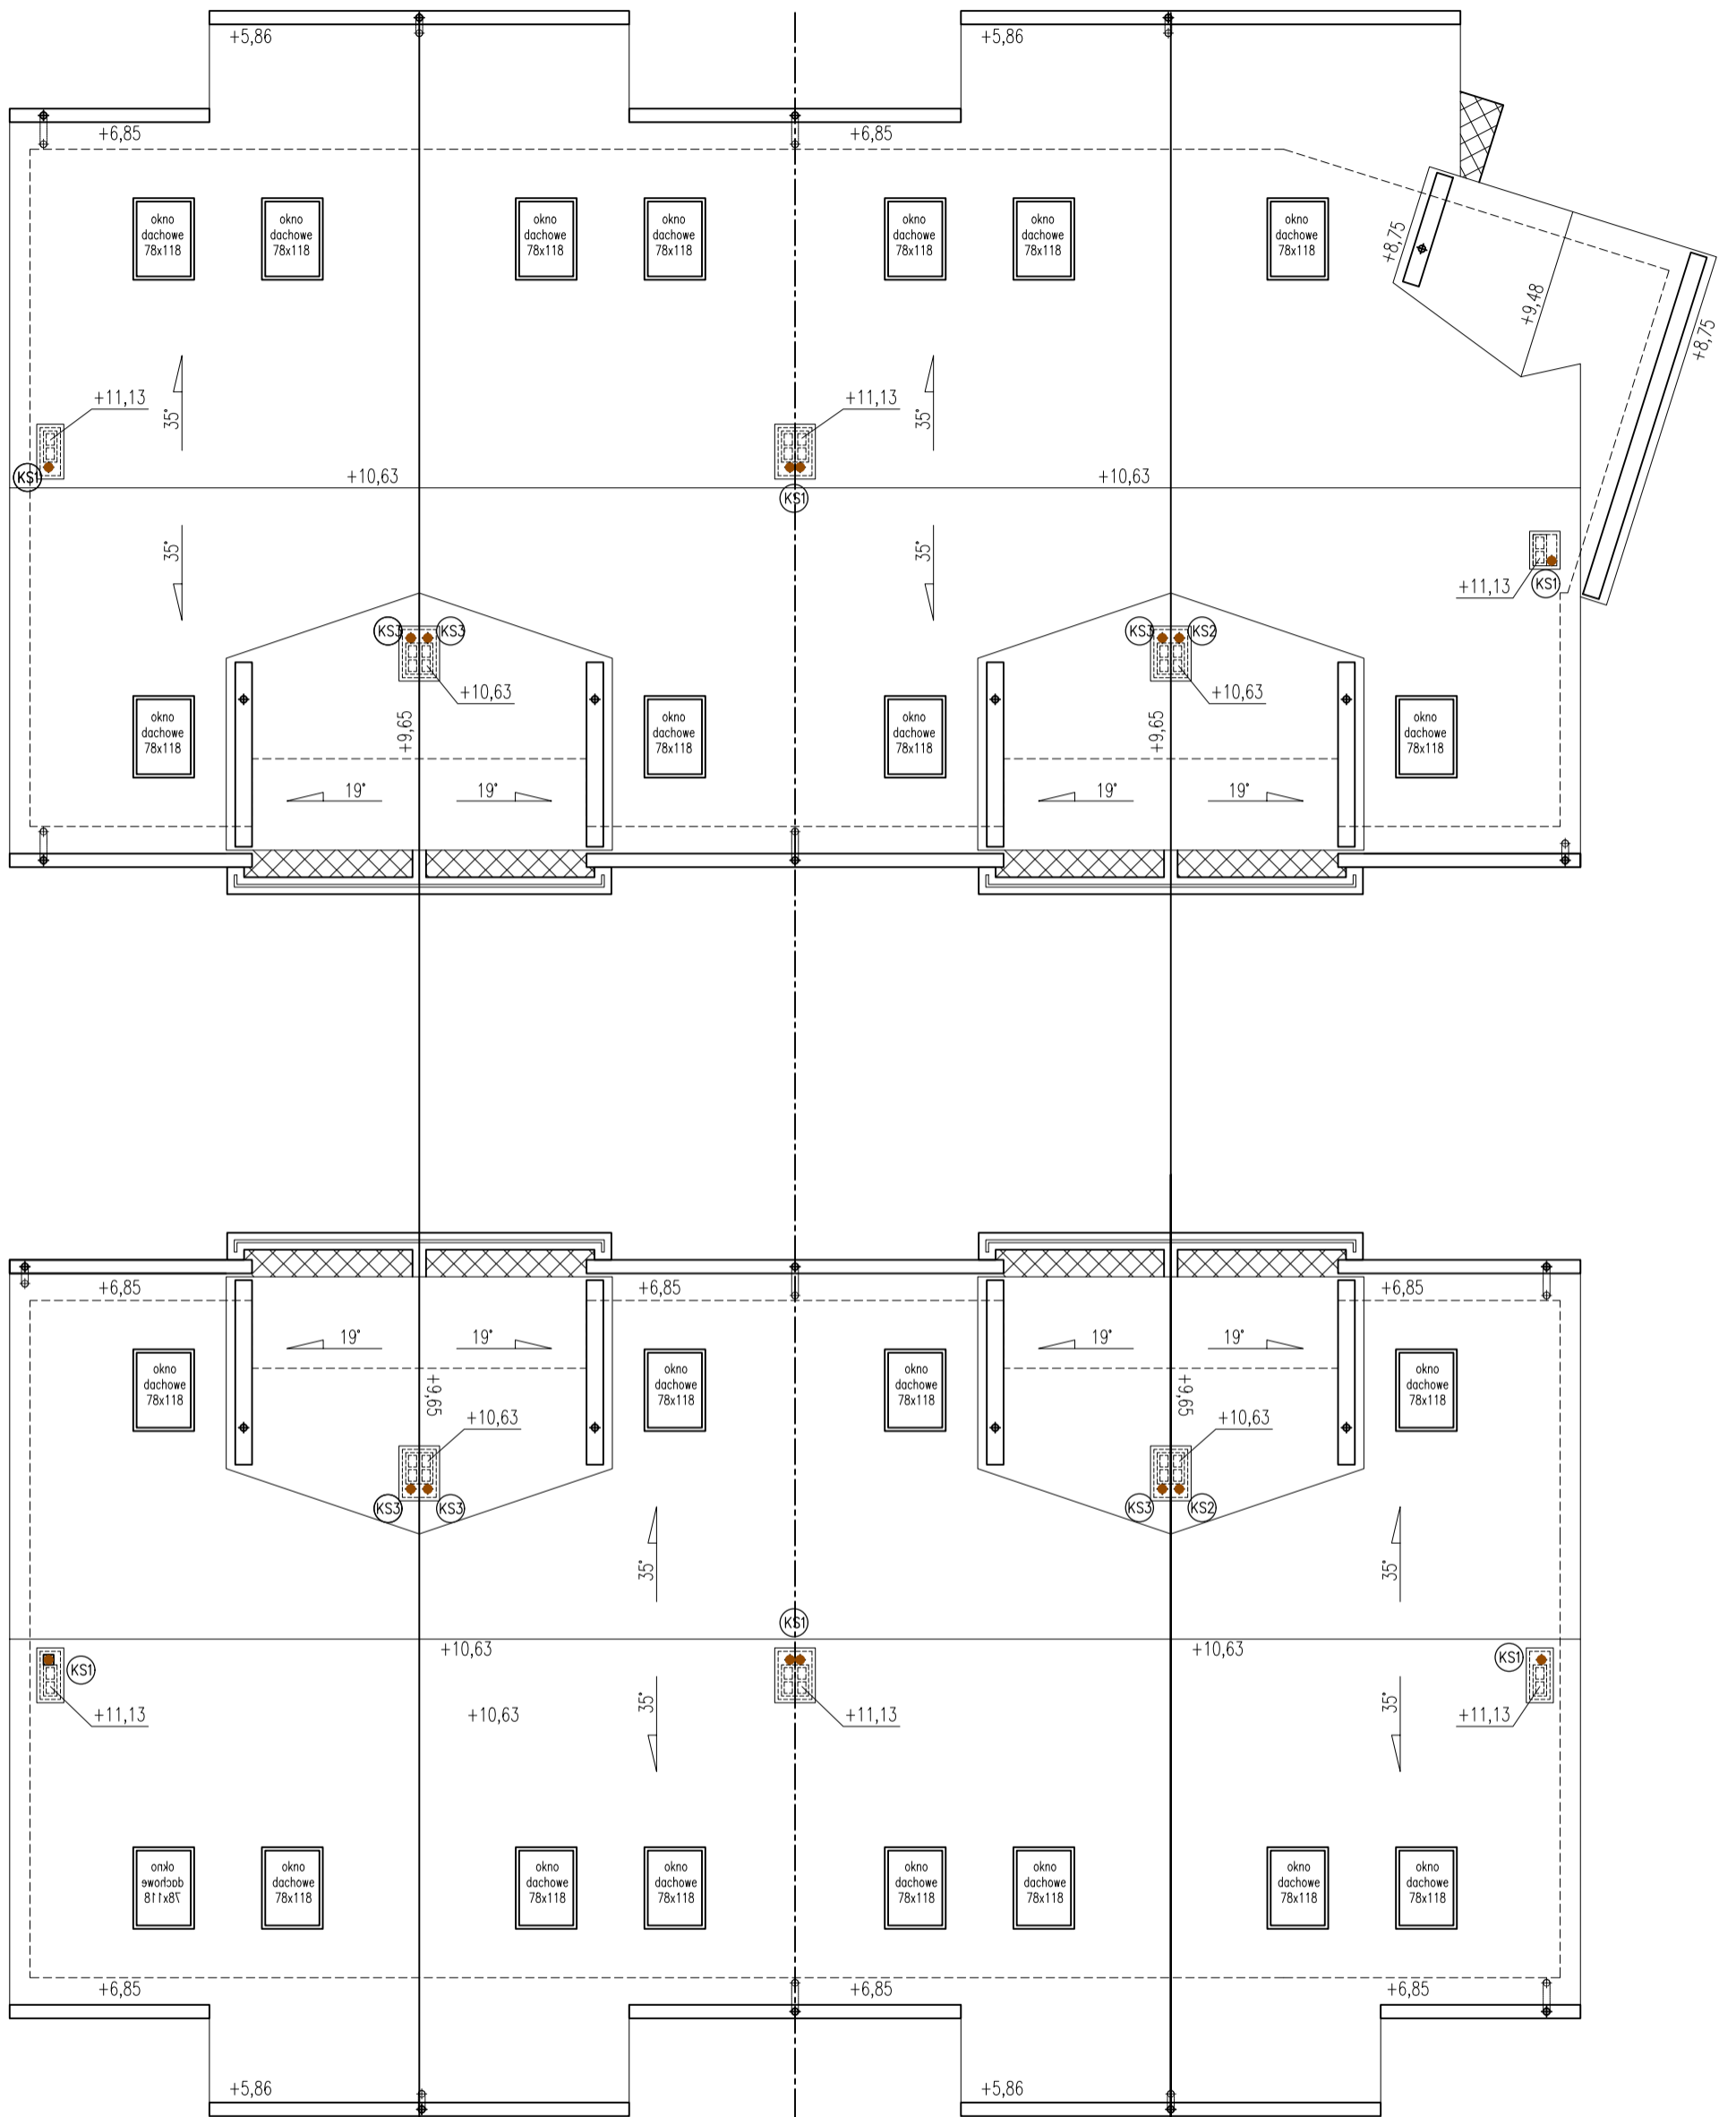 +5,86
+5,86
+6,85
+6,85
okno
dachowe
78x118
okno
dachowe
78x118
okno
dachowe
78x118
okno
dachowe
78x118
okno
dachowe
78x118
okno
dachowe
78x118
okno
dachowe
78x118
+8,75
+9,48
+8,75
+11,13
35°
+11,13
35°
KS1
+10,63
KS1
+10,63
35°
35°
+11,13
KS1
KS3
KS3
KS3
KS2
+10,63
+10,63
okno
dachowe
78x118
+9,65
okno
dachowe
78x118
okno
dachowe
78x118
+9,65
okno
dachowe
78x118
19°
19°
19°
19°
+6,85
+6,85
+6,85
19°
19°
19°
19°
okno
dachowe
78x118
+9,65
okno
dachowe
78x118
okno
dachowe
78x118
+9,65
okno
dachowe
78x118
+10,63
+10,63
KS3
KS3
KS3
KS2
35°
35°
KS1
+10,63
+10,63
KS1
KS1
+11,13
+10,63
35°
+11,13
35°
+11,13
okno
dachowe
78x118
okno
dachowe
78x118
okno
dachowe
78x118
okno
dachowe
78x118
okno
dachowe
78x118
okno
dachowe
78x118
okno
dachowe
78x118
okno
dachowe
78x118
+6,85
+6,85
+6,85
+5,86
+5,86